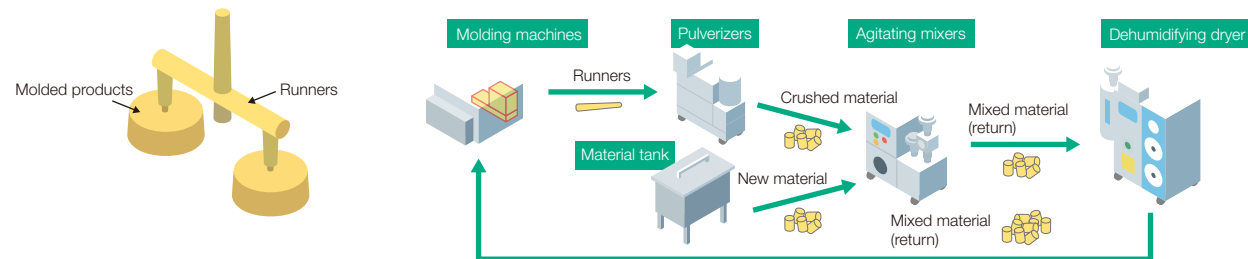 Molded products
Runners
Molding machines
Pulverizers
Agitating mixers
Dehumidifying dryer
Runners
Crushed material
Mixed material
(return)
Material tank
New material
Mixed material
(return)